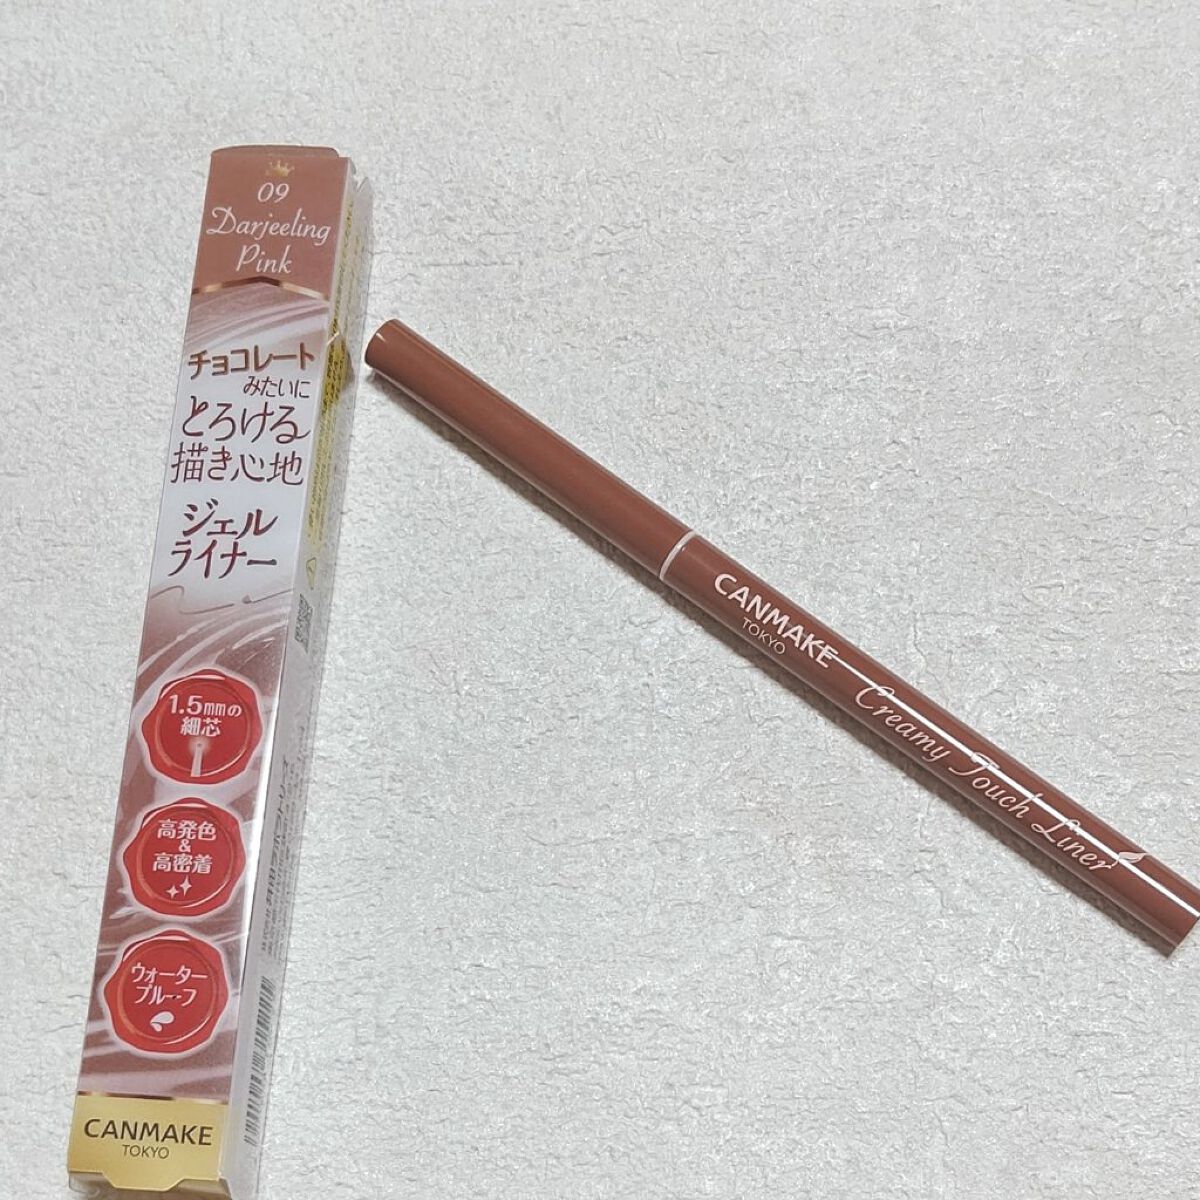 09
Darjeeling
Pink
チョコレート
みたいに
とろける
描き心地
ジェル
ライナー
1.5mmの
細芯
高発色
&
高密着
ウォーター
プルーフ
CANMAKE
TOKYO
CANMAKE
TOKYO
Creamy Touch Liner